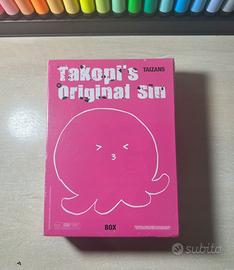 Takopi's
TAIZAN5
Original Sin
BOX
subito